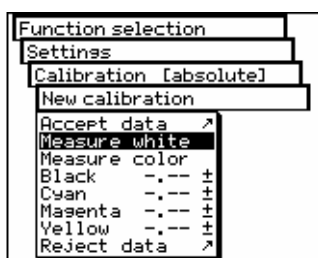 Function selection
Settings
Calibration [absolute]
New calibration
Accept data ↗
Measure white
Measure color
Black -.-- ±
Cyan -.-- ±
Magenta -.-- ±
Yellow -.-- ±
Reject data ↗